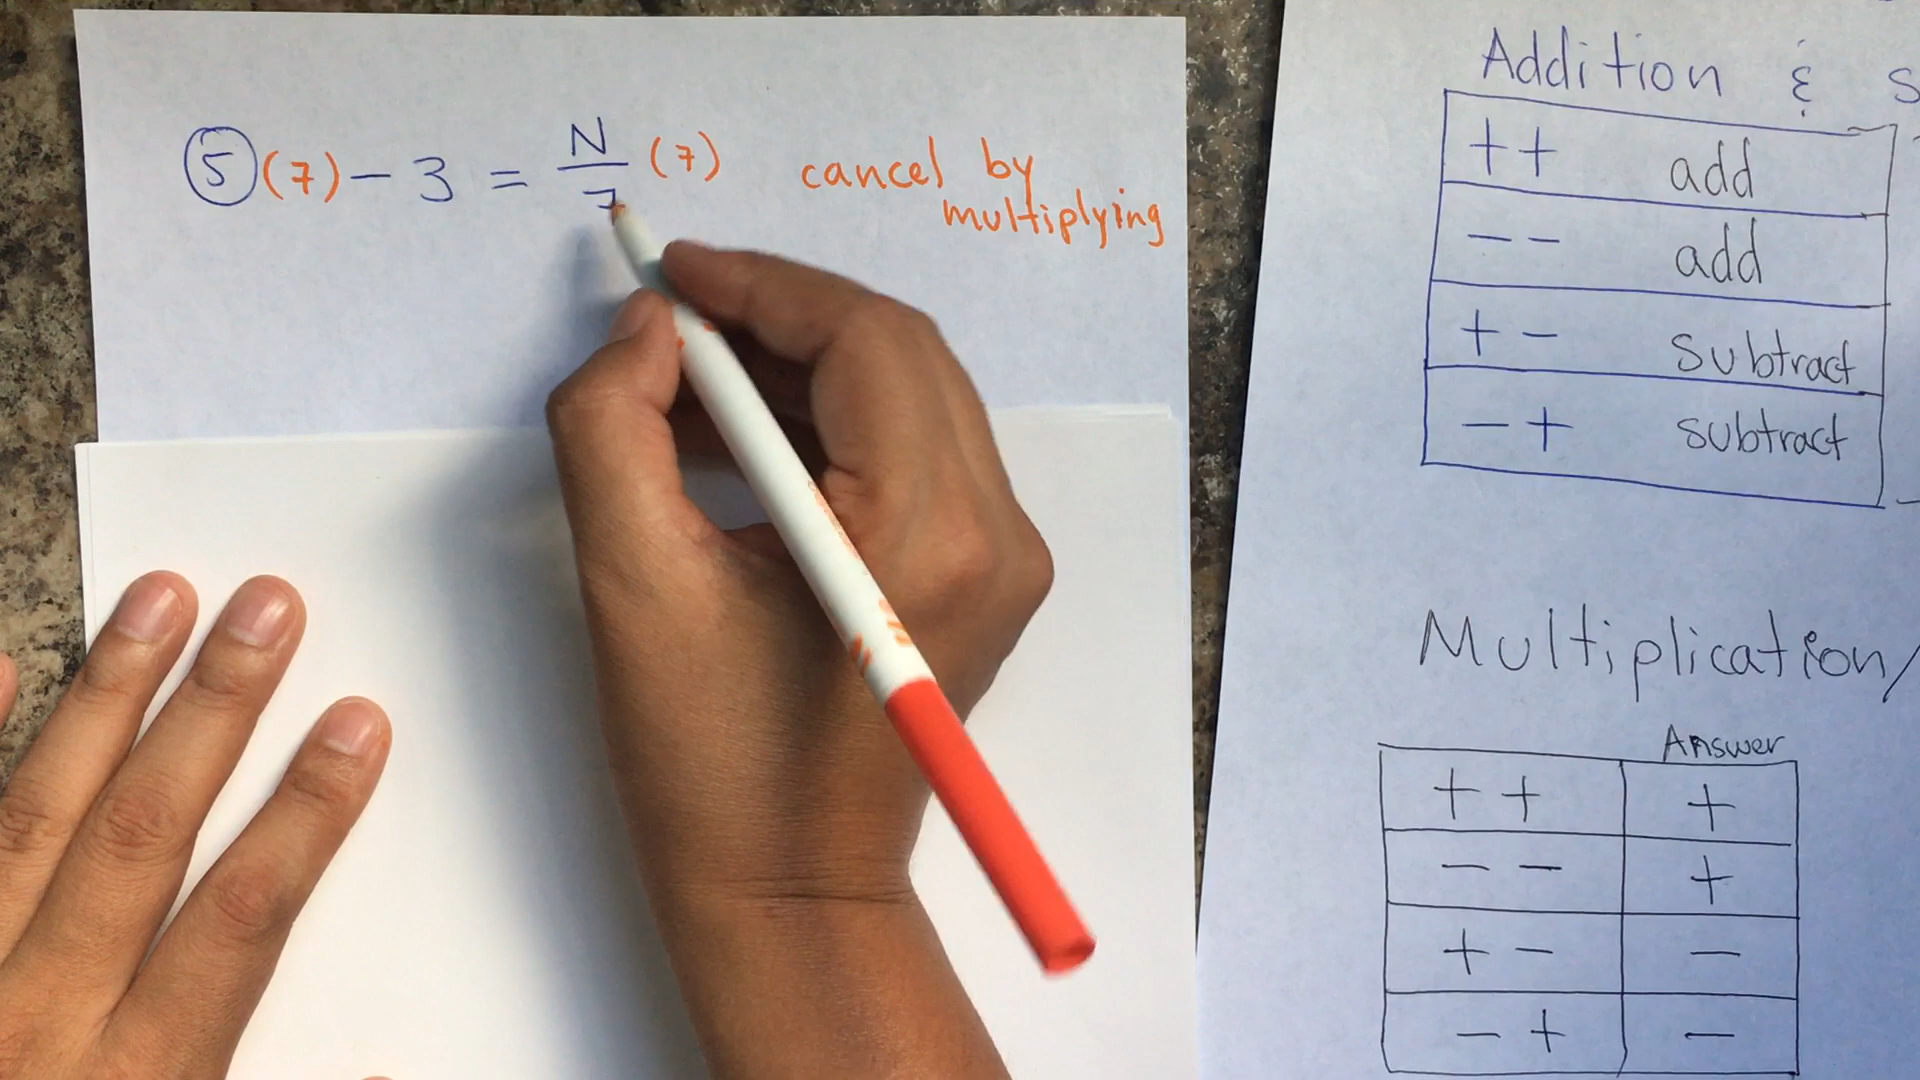 ⑤(7) - 3 = N/7 (7)
cancel by
multiplying
Addition &
+ + add
- - add
+ - subtract
- + subtract
Multiplication/
Answer
+ + +
- - +
+ - -
- + -